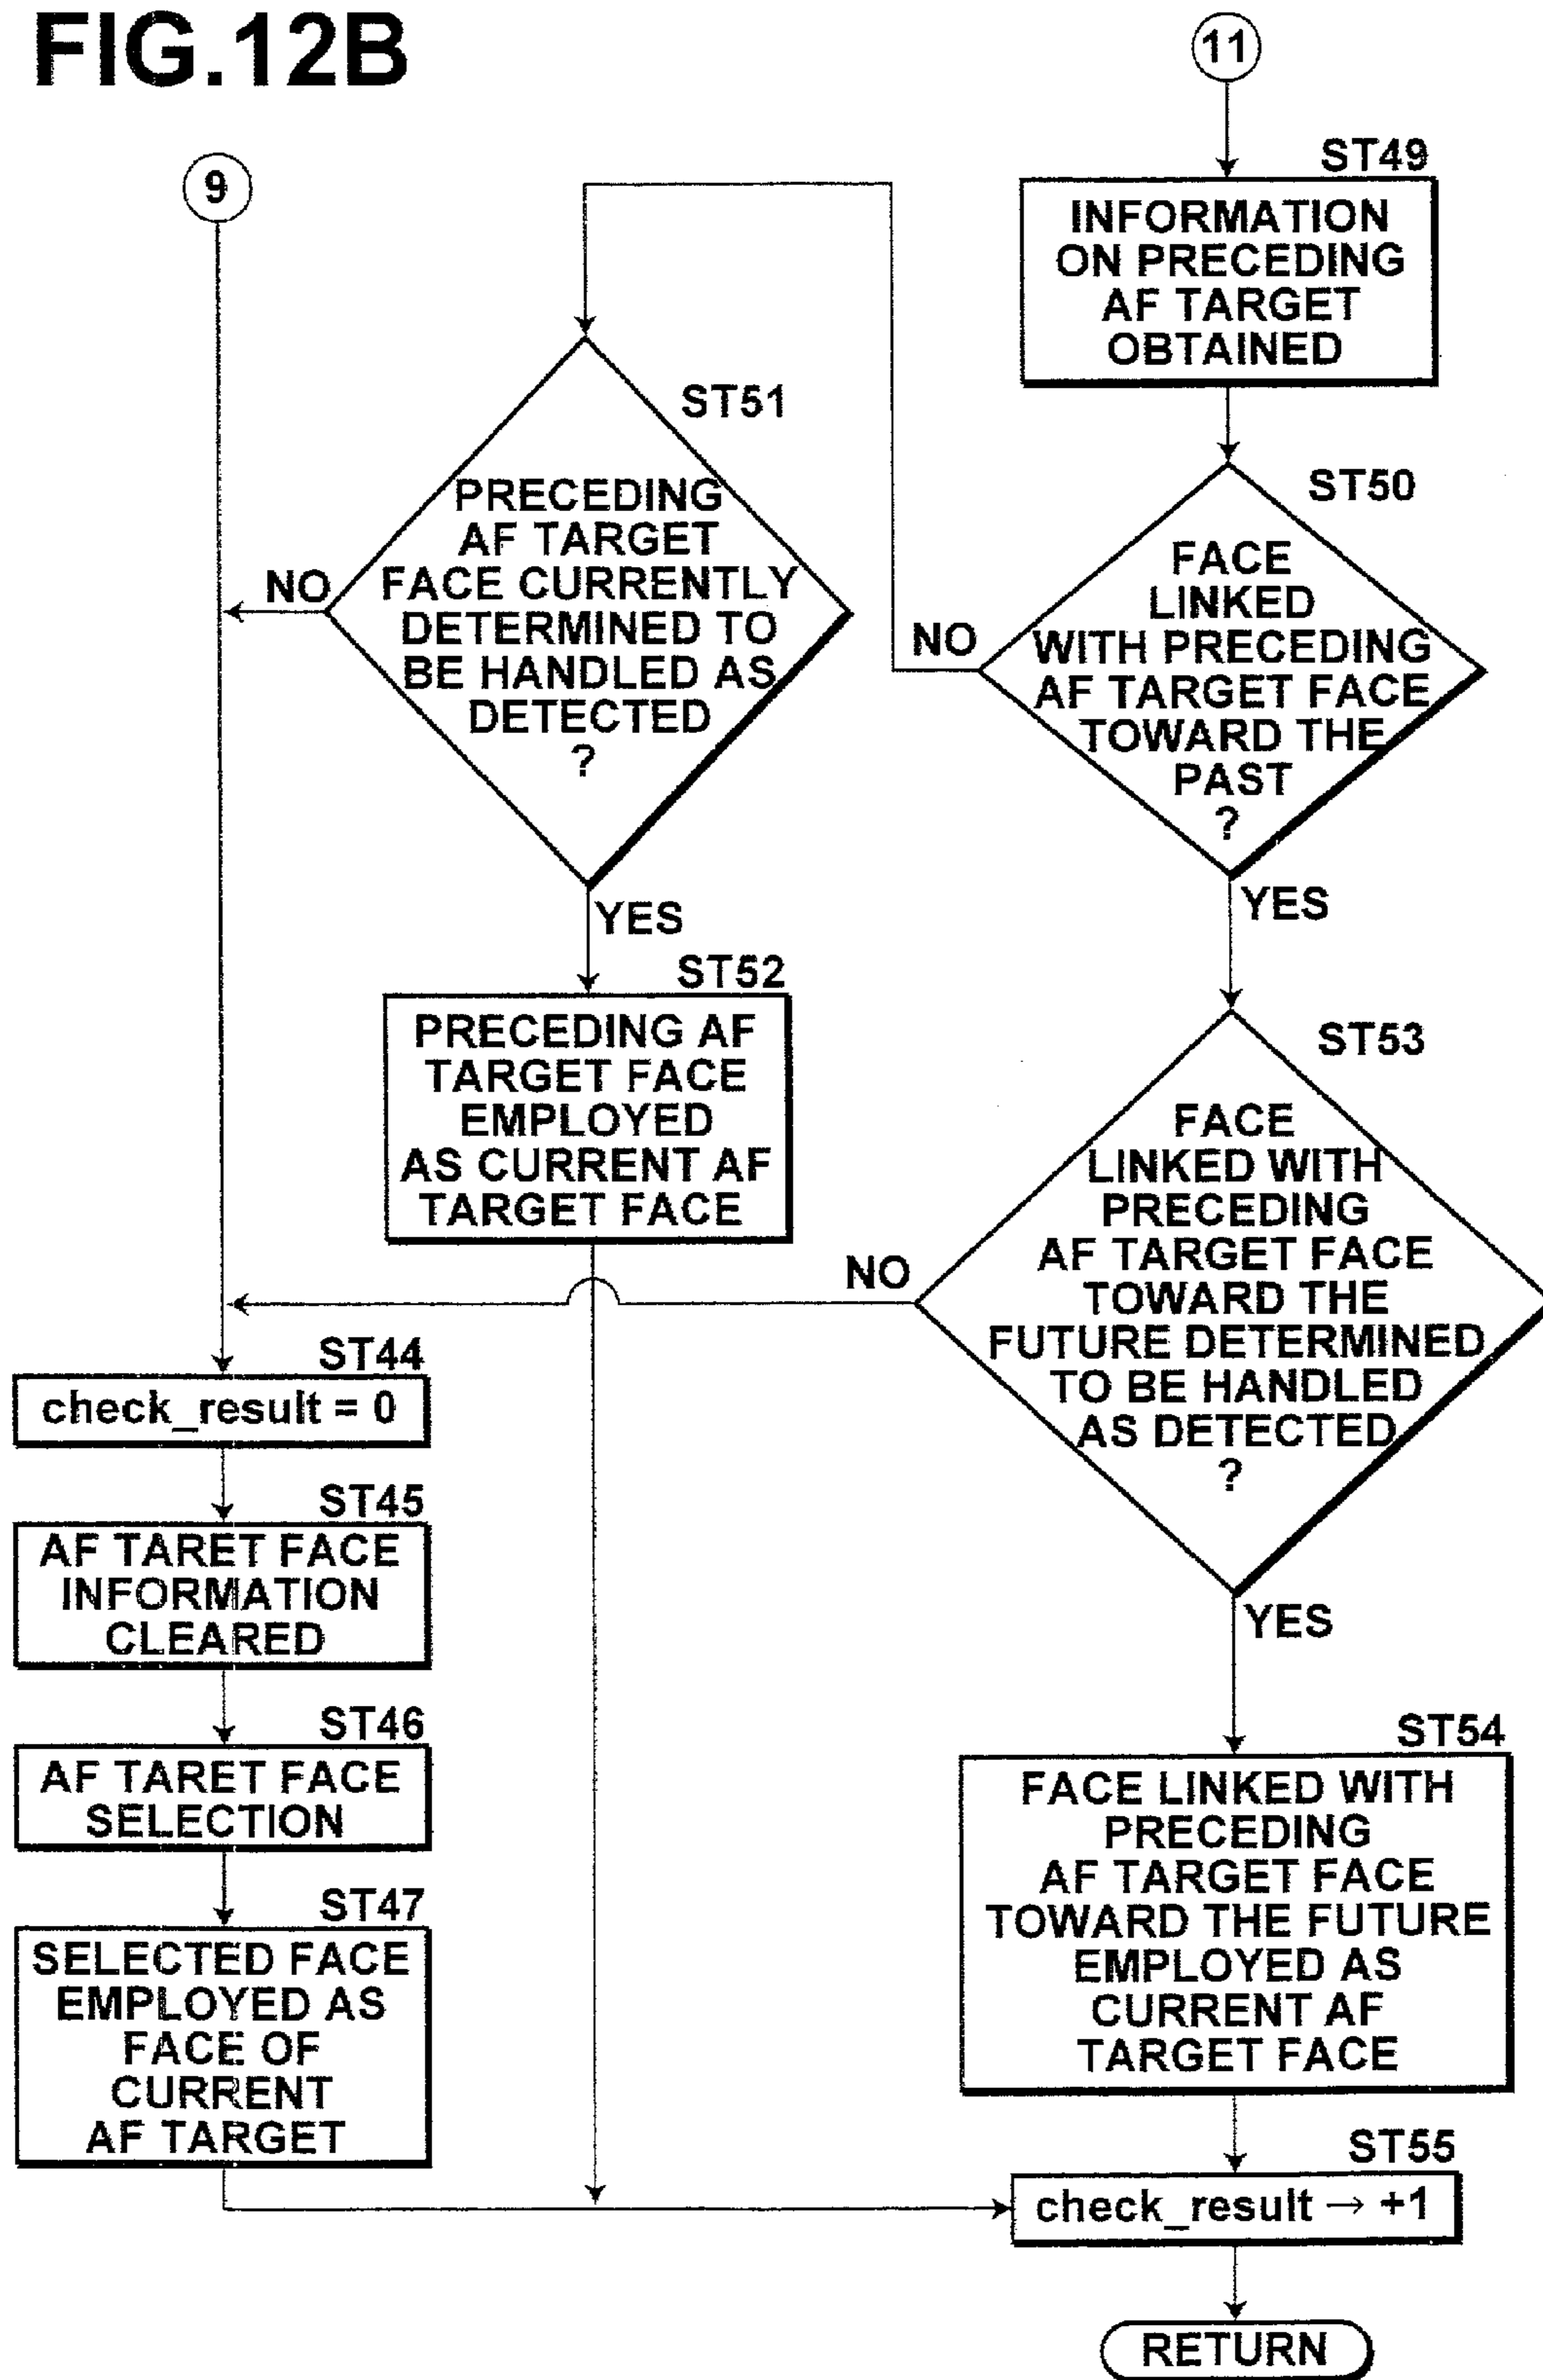 FIG.12B
11
9
ST49
INFORMATION
ON PRECEDING
AF TARGET
OBTAINED
ST51
PRECEDING
AF TARGET
FACE CURRENTLY
DETERMINED TO
BE HANDLED AS
DETECTED
?
NO
YES
ST50
FACE
LINKED
WITH PRECEDING
AF TARGET FACE
TOWARD THE
PAST
?
NO
YES
ST52
PRECEDING AF
TARGET FACE
EMPLOYED
AS CURRENT AF
TARGET FACE
ST53
FACE
LINKED WITH
PRECEDING
AF TARGET FACE
TOWARD THE
FUTURE DETERMINED
TO BE HANDLED
AS DETECTED
?
NO
YES
ST44
check_result = 0
ST45
AF TARET FACE
INFORMATION
CLEARED
ST46
AF TARET FACE
SELECTION
ST47
SELECTED FACE
EMPLOYED AS
FACE OF
CURRENT
AF TARGET
ST54
FACE LINKED WITH
PRECEDING
AF TARGET FACE
TOWARD THE FUTURE
EMPLOYED AS
CURRENT AF
TARGET FACE
ST55
check_result → +1
RETURN